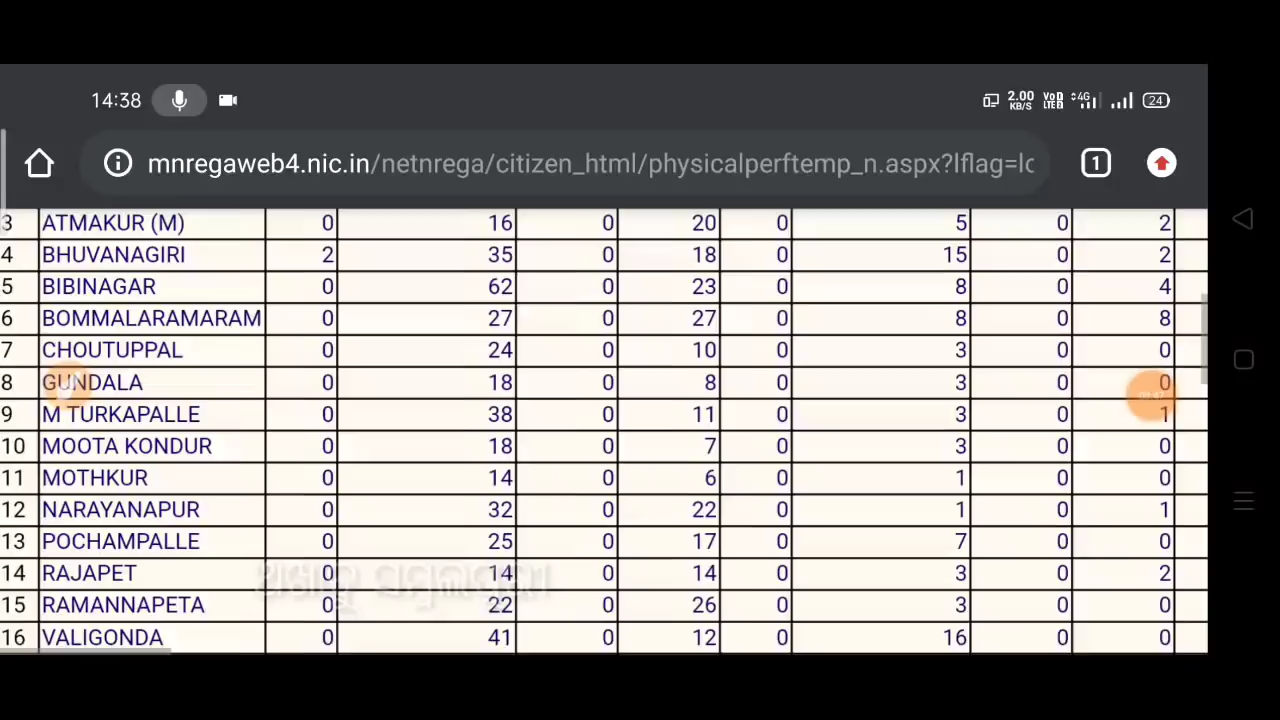 14:38 2.00 KB/S VoD LTE 4G 24
mnregaweb4.nic.in/netnrega/citizen_html/physicalperftemp_n.aspx?lflag=lc 1
3 ATMAKUR (M) 0 16 0 20 0 5 0 2
4 BHUVANAGIRI 2 35 0 18 0 15 0 2
5 BIBINAGAR 0 62 0 23 0 8 0 4
6 BOMMALARAMARAM 0 27 0 27 0 8 0 8
7 CHOUTUPPAL 0 24 0 10 0 3 0 0
8 GUNDALA 0 18 0 8 0 3 0 0
9 M TURKAPALLE 0 38 0 11 0 3 0 1
10 MOOTA KONDUR 0 18 0 7 0 3 0 0
11 MOTHKUR 0 14 0 6 0 1 0 0
12 NARAYANAPUR 0 32 0 22 0 1 0 1
13 POCHAMPALLE 0 25 0 17 0 7 0 0
14 RAJAPET 0 14 0 14 0 3 0 2
15 RAMANNAPETA 0 22 0 26 0 3 0 0
16 VALIGONDA 0 41 0 12 0 16 0 0